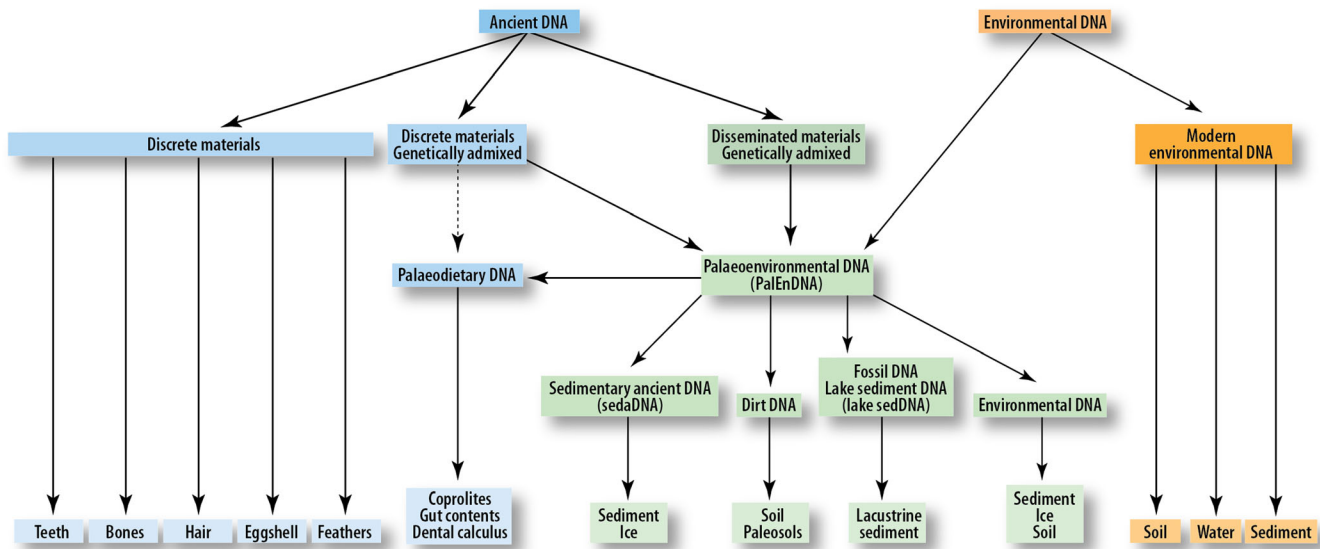 Ancient DNA
Environmental DNA
Discrete materials
Discrete materials
Genetically admixed
Disseminated materials
Genetically admixed
Modern
environmental DNA
Palaeodietary DNA
Palaeoenvironmental DNA
(PalEnDNA)
Sedimentary ancient DNA
(sedaDNA)
Dirt DNA
Fossil DNA
Lake sediment DNA
(lake sedDNA)
Environmental DNA
Teeth
Bones
Hair
Eggshell
Feathers
Coprolites
Gut contents
Dental calculus
Sediment
Ice
Soil
Paleosols
Lacustrine
sediment
Sediment
Ice
Soil
Soil
Water
Sediment